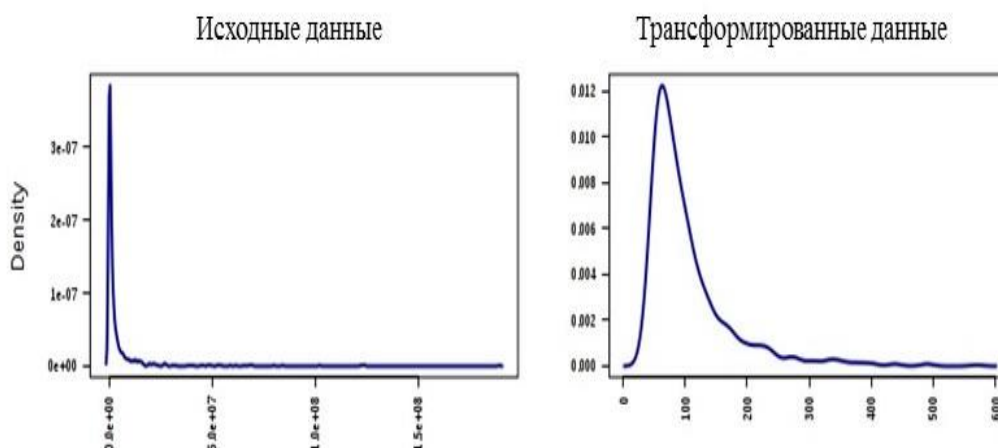 Исходные данные
Трансформированные данные
Density
3e-07
2e-07
1e-07
0e+00
0.0e+00
5.0e+07
1.0e+08
1.5e+08
0.012
0.010
0.008
0.006
0.004
0.002
0.000
0
100
200
300
400
500
600